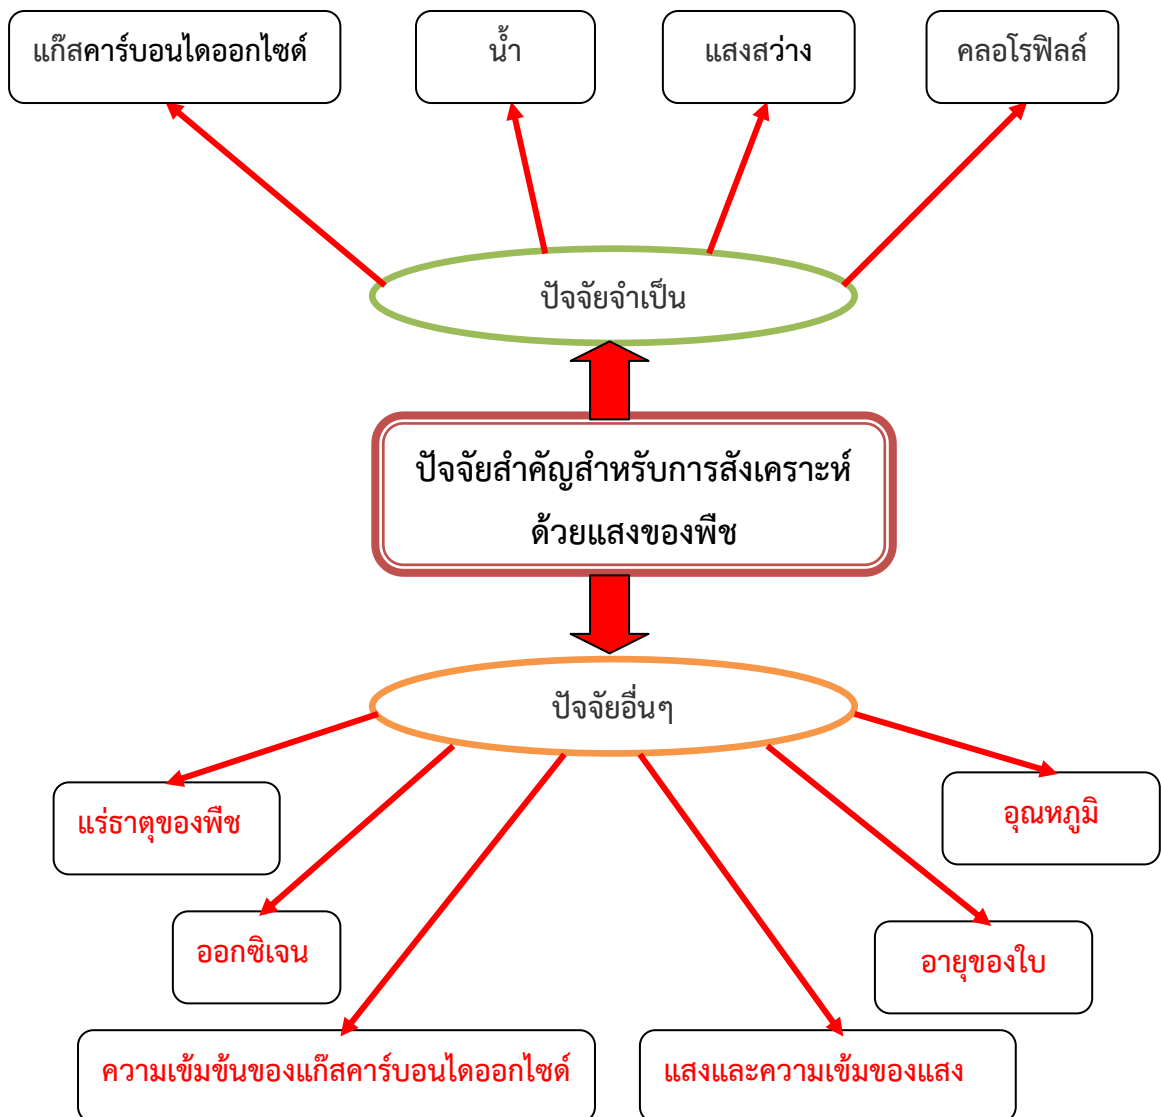 แก๊สคาร์บอนไดออกไซด์
น้ำ
แสงสว่าง
คลอโรฟิลล์
ปัจจัยจำเป็น
ปัจจัยสำคัญสำหรับการสังเคราะห์
ด้วยแสงของพืช
ปัจจัยอื่นๆ
แร่ธาตุของพืช
อุณหภูมิ
ออกซิเจน
อายุของใบ
ความเข้มข้นของแก๊สคาร์บอนไดออกไซด์
แสงและความเข้มของแสง